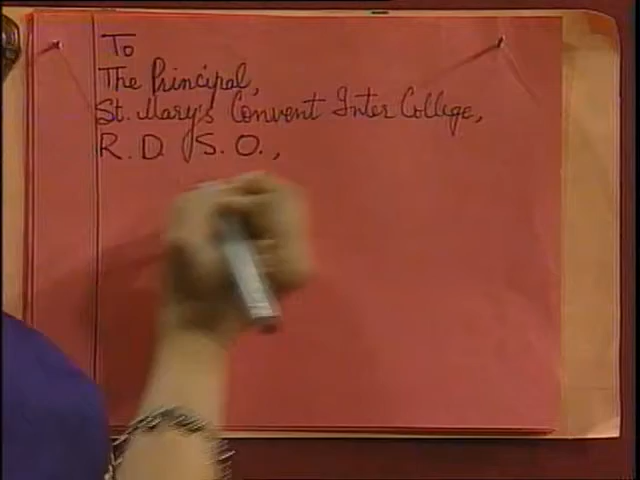 To
The Principal,
St. Mary's Convent Inter College,
R. D. S. O.,